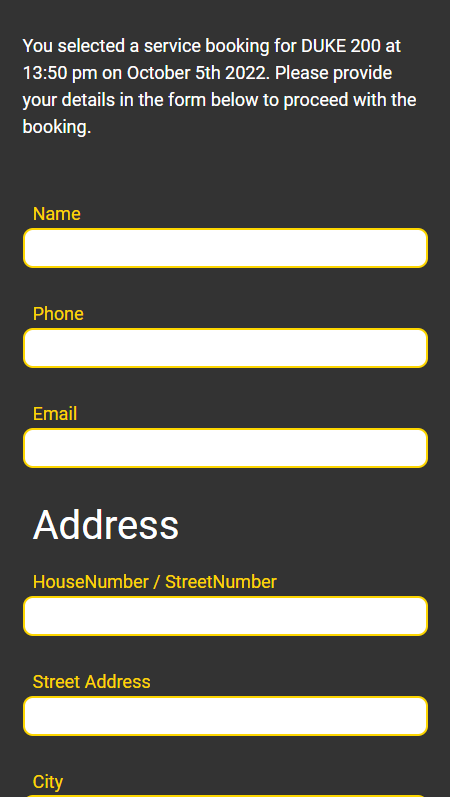 You selected a service booking for DUKE 200 at
13:50 pm on October 5th 2022. Please provide
your details in the form below to proceed with the
booking.
Name
Phone
Email
Address
HouseNumber / StreetNumber
Street Address
City